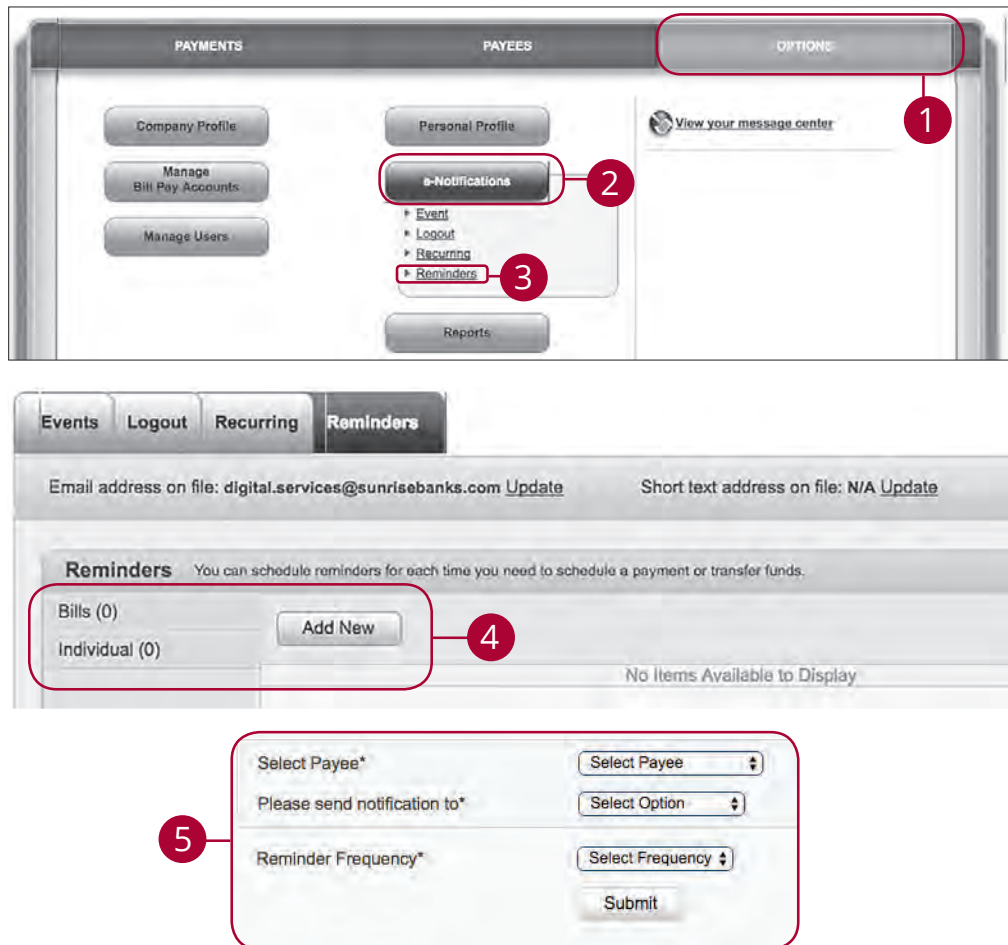 PAYMENTS PAYEES OPTIONS
1
Company Profile Personal Profile View your message center
Manage
Bill Pay Accounts
e-Notifications 2
Event
Manage Users Logout
Recurring
Reminders 3
Reports
Events Logout Recurring Reminders
Email address on file: digital.services@sunrisebanks.com Update Short text address on file: N/A Update
Reminders You can schedule reminders for each time you need to schedule a payment or transfer funds.
Bills (0)
Add New 4
Individual (0)
No Items Available to Display
Select Payee* Select Payee
Please send notification to* Select Option
5
Reminder Frequency* Select Frequency
Submit